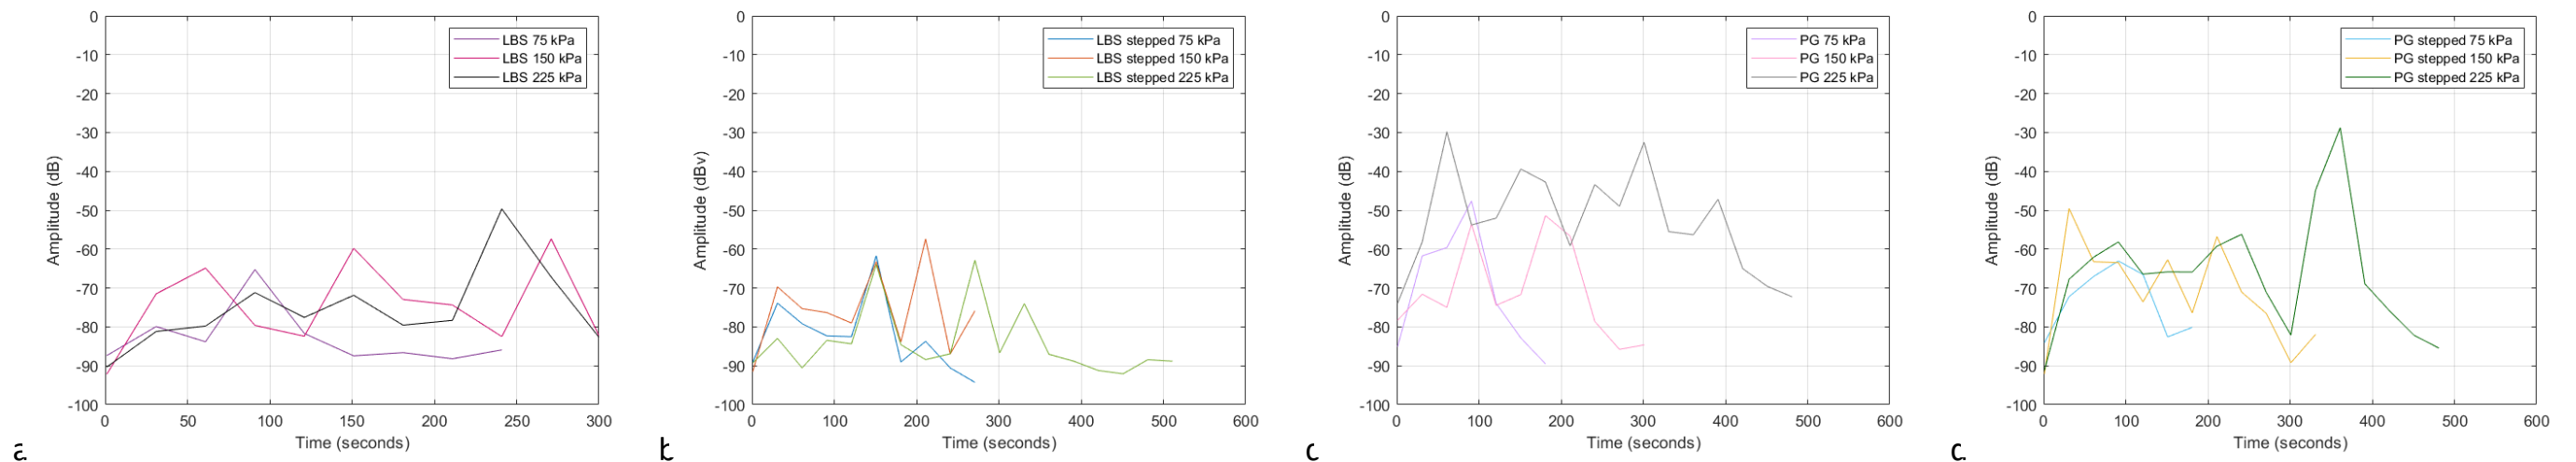 0
-10
-20
-30
-40
-50
-60
-70
-80
-90
-100
Amplitude (dB)
LBS 75 kPa
LBS 150 kPa
LBS 225 kPa
0 50 100 150 200 250 300
Time (seconds)
a.
0
-10
-20
-30
-40
-50
-60
-70
-80
-90
-100
Amplitude (dBv)
LBS stepped 75 kPa
LBS stepped 150 kPa
LBS stepped 225 kPa
0 100 200 300 400 500 600
Time (seconds)
0
-10
-20
-30
-40
-50
-60
-70
-80
-90
-100
Amplitude (dB)
PG 75 kPa
PG 150 kPa
PG 225 kPa
0 100 200 300 400 500 600
Time (seconds)
0
-10
-20
-30
-40
-50
-60
-70
-80
-90
-100
Amplitude (dB)
PG stepped 75 kPa
PG stepped 150 kPa
PG stepped 225 kPa
0 100 200 300 400 500 600
Time (seconds)